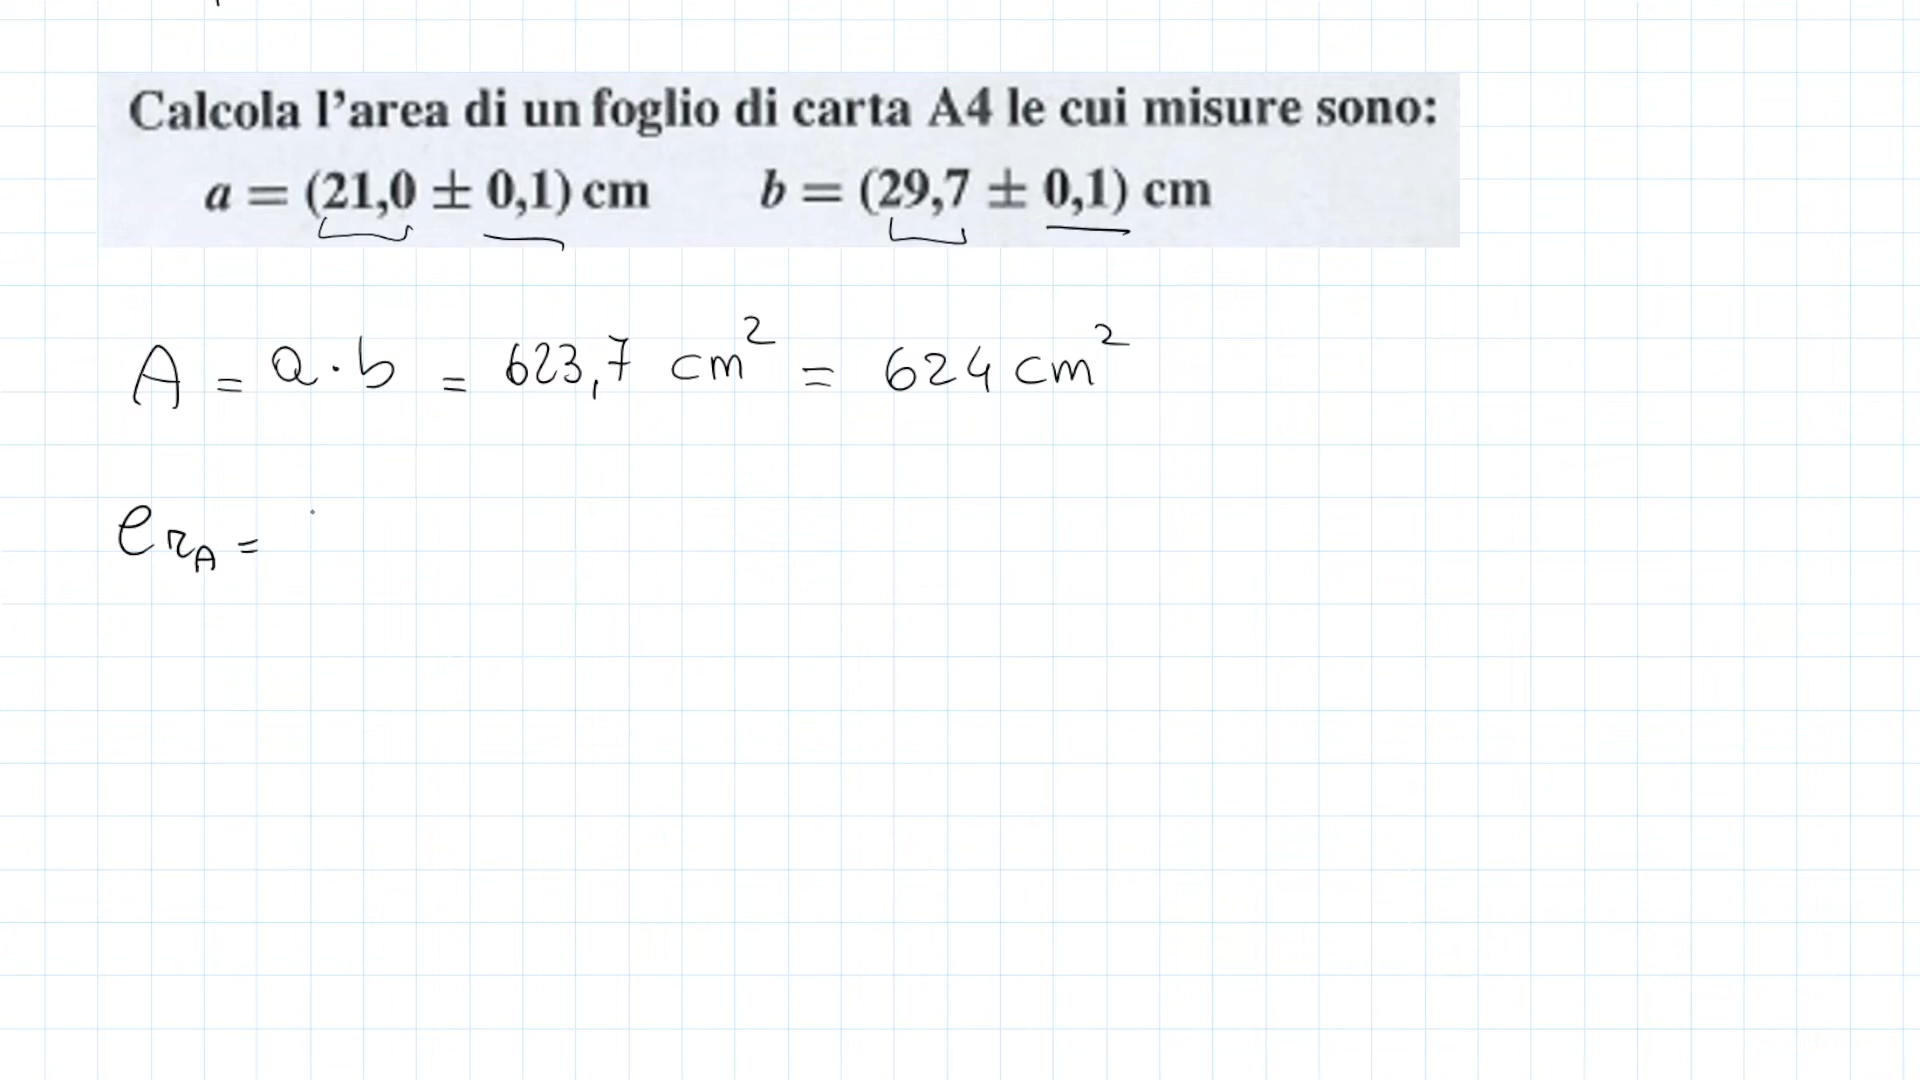 Calcola l’area di un foglio di carta A4 le cui misure sono:
a = (21,0 ± 0,1) cm b = (29,7 ± 0,1) cm
A = a · b = 623,7 cm² = 624 cm²
e r A =